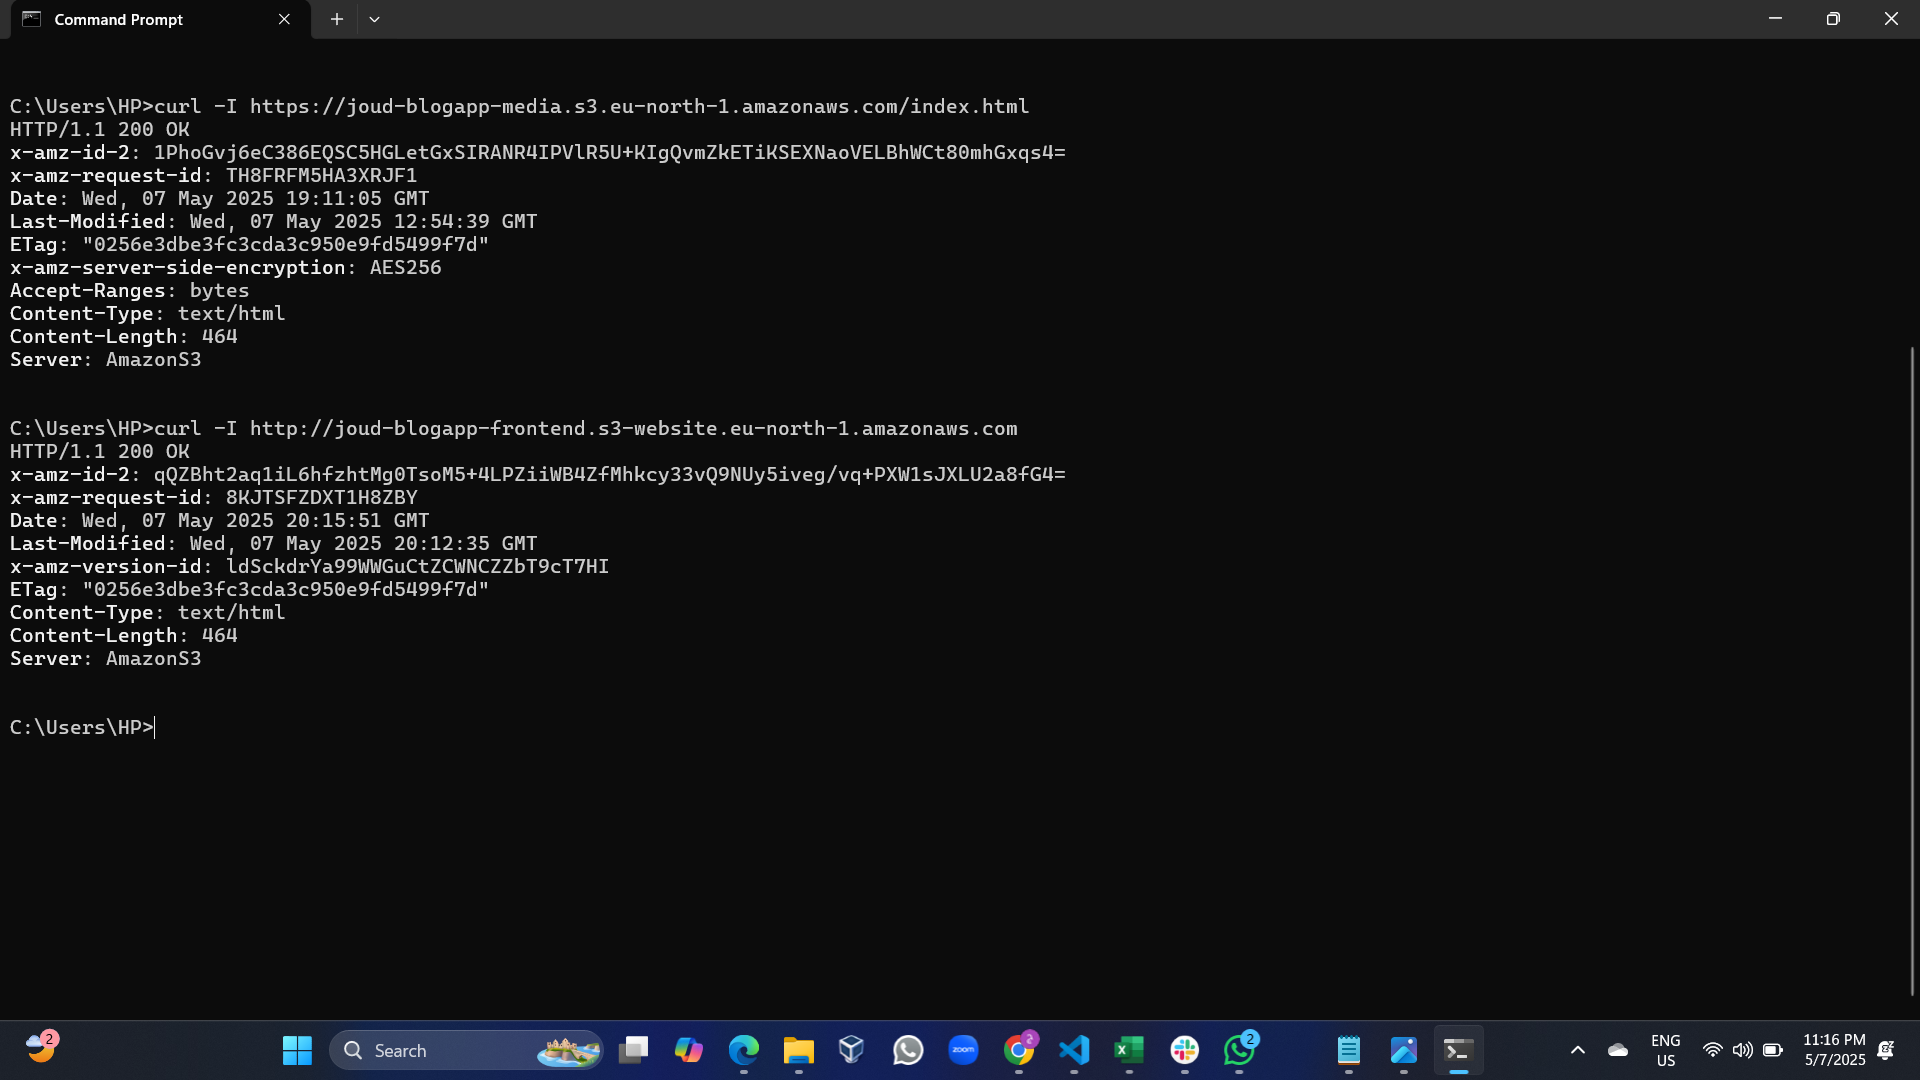 Command Prompt
C:\Users\HP>curl -I https://joud-blogapp-media.s3.eu-north-1.amazonaws.com/index.html
HTTP/1.1 200 OK
x-amz-id-2: 1PhoGvj6eC386EQSC5HGLetGxSIRANR4IPVlR5U+KIgQvmZkETiKSEXNaoVELBhWCt80mhGxqs4=
x-amz-request-id: TH8FRFM5HA3XRJF1
Date: Wed, 07 May 2025 19:11:05 GMT
Last-Modified: Wed, 07 May 2025 12:54:39 GMT
ETag: "0256e3dbe3fc3cda3c950e9fd5499f7d"
x-amz-server-side-encryption: AES256
Accept-Ranges: bytes
Content-Type: text/html
Content-Length: 464
Server: AmazonS3
C:\Users\HP>curl -I http://joud-blogapp-frontend.s3-website.eu-north-1.amazonaws.com
HTTP/1.1 200 OK
x-amz-id-2: qQZBht2aq1iL6hfzhtMg0TsoM5+4LPZiiWB4ZfMhkcy33vQ9NUy5iveg/vq+PXW1sJXLU2a8fG4=
x-amz-request-id: 8KJTSFZDXT1H8ZBY
Date: Wed, 07 May 2025 20:15:51 GMT
Last-Modified: Wed, 07 May 2025 20:12:35 GMT
x-amz-version-id: ldSckdrYa99WWGuCtZCWNCZZbT9cT7HI
ETag: "0256e3dbe3fc3cda3c950e9fd5499f7d"
Content-Type: text/html
Content-Length: 464
Server: AmazonS3
C:\Users\HP>
2
Search
zoom
2
2
ENG
US
11:16 PM
5/7/2025